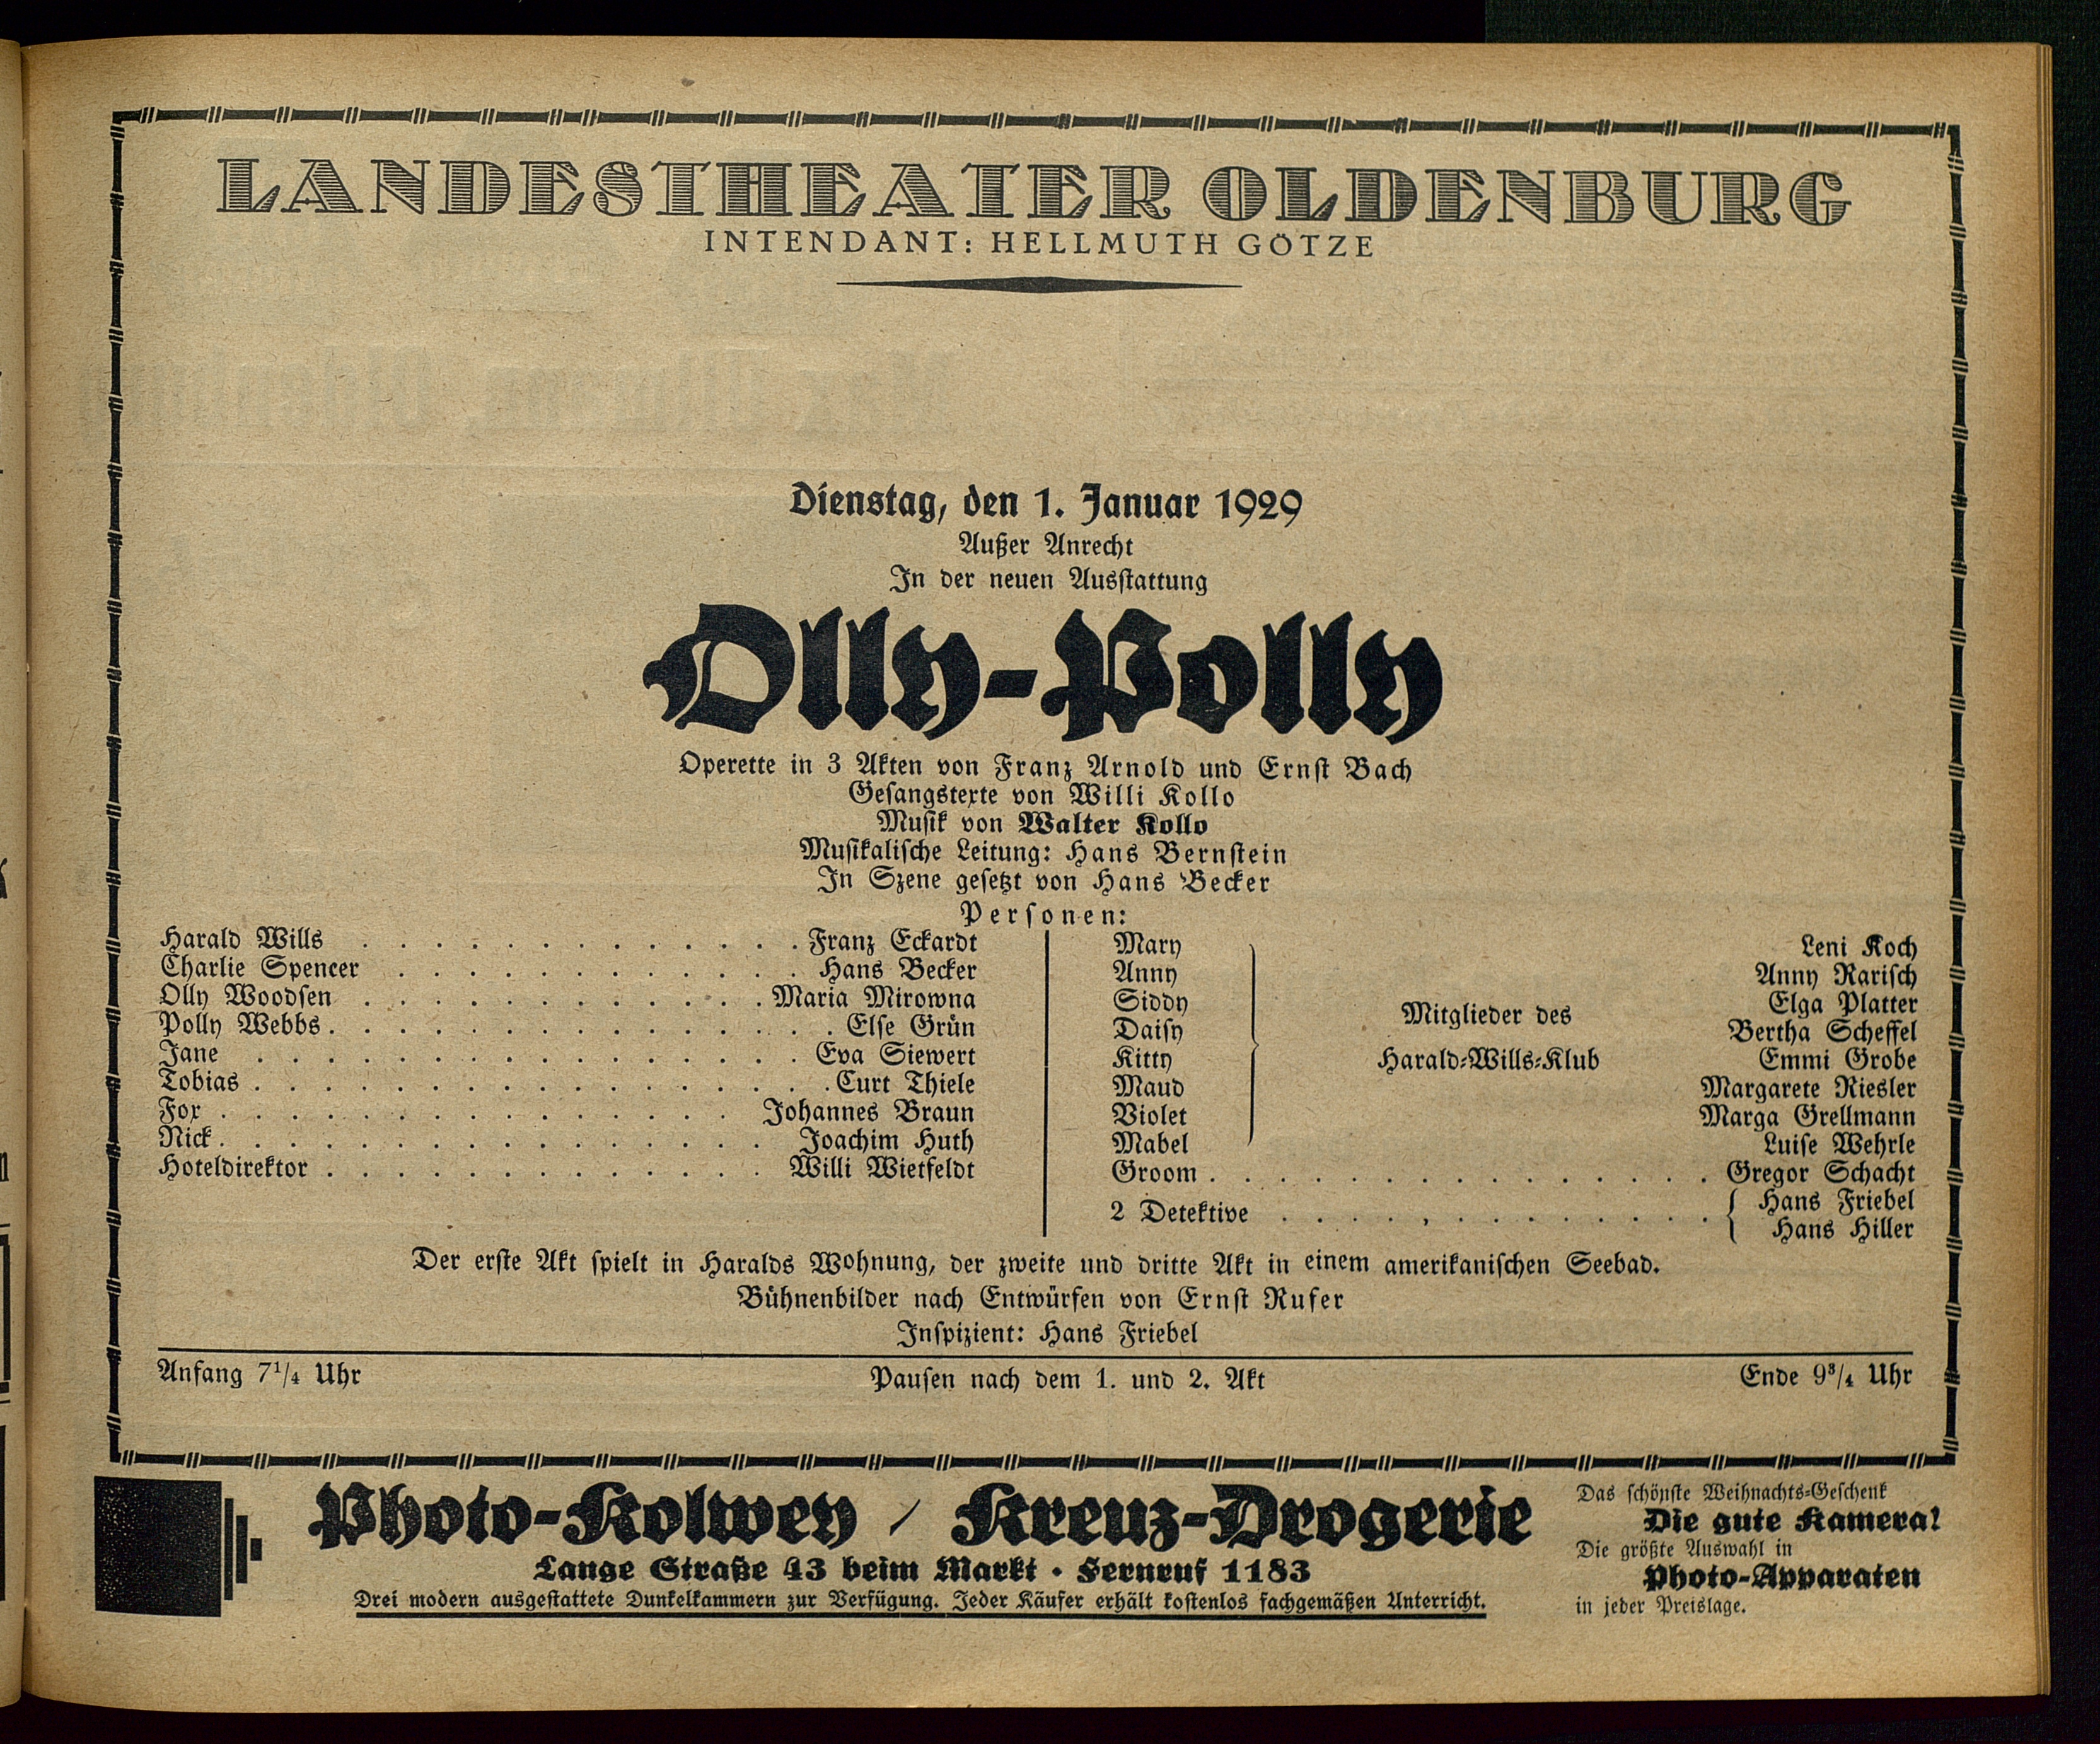 LANDESTHEATER OLDENBURG
INTENDANT: HELLMUTH GÖTZE
Dienstag, den 1. Januar 1929
Außer Anrecht
In der neuen Ausstattung
Olly-Polly
Operette in 3 Akten von Franz Arnold und Ernst Bach
Gesangstexte von Willi Kollo
Musik von Walter Kollo
Musikalische Leitung: Hans Bernstein
In Szene gesetzt von Hans Becker
Personen:
Harald Wills . . . . . . . . . . . . Franz Eckardt
Charlie Spencer . . . . . . . . . . . Hans Becker
Olly Woodsen . . . . . . . . . . . Maria Mirowna
Polly Webbs . . . . . . . . . . . . . . Else Grün
Jane . . . . . . . . . . . . . . . Eva Siewert
Tobias . . . . . . . . . . . . . . . . Curt Thiele
Fox . . . . . . . . . . . . . . Johannes Braun
Nick . . . . . . . . . . . . . . . Joachim Huth
Hoteldirektor . . . . . . . . . . . . Willi Wietfeldt
Mary Leni Koch
Anny Anny Rarisch
Siddy Elga Platter
Mitglieder des
Daisy Bertha Scheffel
Kitty Harald-Wills-Klub Emmi Grobe
Maud Margarete Riesler
Violet Marga Grellmann
Mabel Luise Wehrle
Groom . . . . . . . . . . . . . . Gregor Schacht
2 Detektive . . . . . . . . . . . . { Hans Friebel
Hans Hiller
Der erste Akt spielt in Haralds Wohnung, der zweite und dritte Akt in einem amerikanischen Seebad.
Bühnenbilder nach Entwürfen von Ernst Rufer
Inspizient: Hans Friebel
Anfang 7¼ Uhr Pausen nach dem 1. und 2. Akt Ende 9¾ Uhr
Photo-Kolwey / Kreuz-Drogerie
Lange Straße 43 beim Markt · Fernruf 1183
Drei modern ausgestattete Dunkelkammern zur Verfügung. Jeder Käufer erhält kostenlos fachgemäßen Unterricht.
Das schönste Weihnachts-Geschenk
Die gute Kamera!
Die größte Auswahl in
Photo-Apparaten
in jeder Preislage.